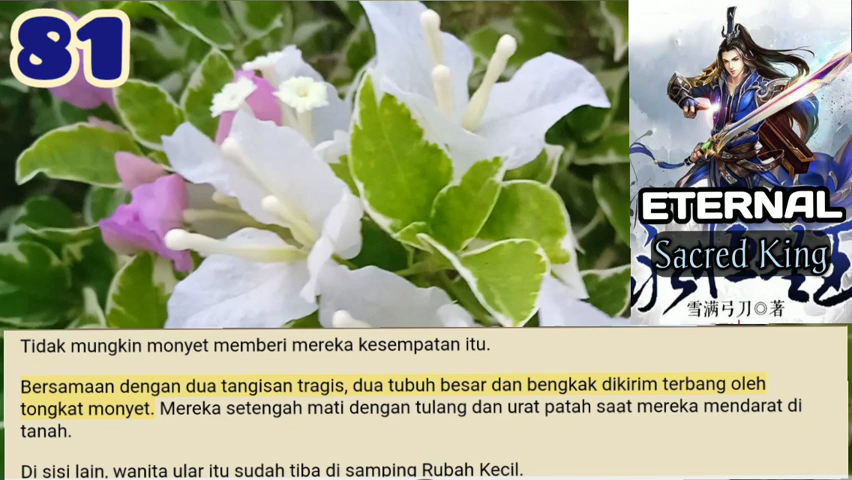 81
ETERNAL
Sacred King
雪满弓刀◎著
Tidak mungkin monyet memberi mereka kesempatan itu.
Bersamaan dengan dua tangisan tragis, dua tubuh besar dan bengkak dikirim terbang oleh
tongkat monyet. Mereka setengah mati dengan tulang dan urat patah saat mereka mendarat di
tanah.
Di sisi lain, wanita ular itu sudah tiba di samping Rubah Kecil.